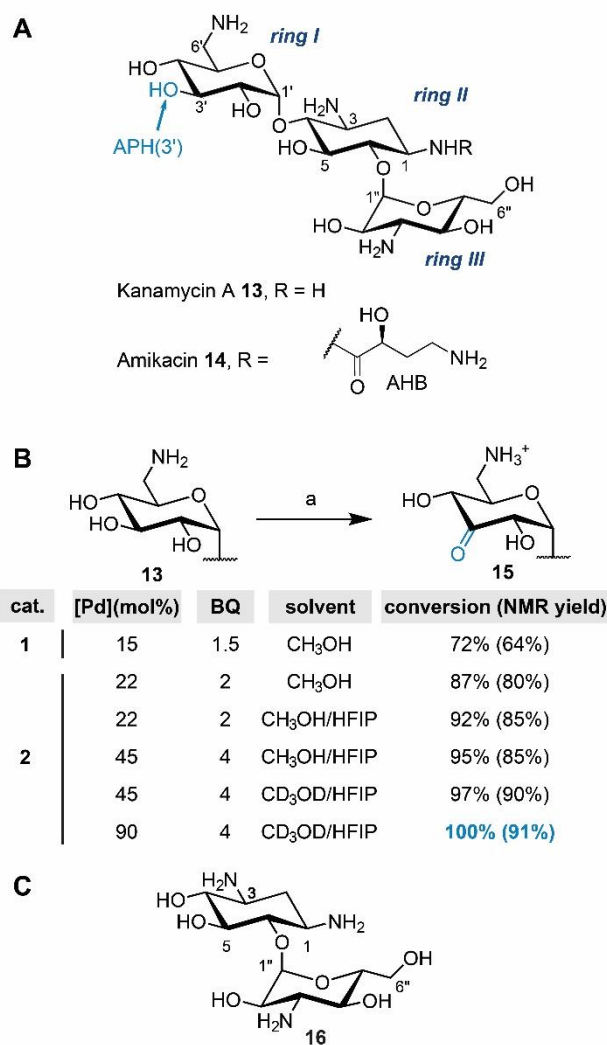 A
NH2
ring I
6'
HO
O
HO
3'
HO
1'
APH(3')
O
H2N
3
ring II
HO
5
O
1
NHR
1"
O
OH
6"
HO
H2N
OH
ring III
Kanamycin A 13, R = H
Amikacin 14, R =
HO
O
NH2
AHB
B
NH2
HO
O
HO
HO
13
a
NH3+
HO
O
O
HO
15
cat. [Pd](mol%) BQ solvent conversion (NMR yield)
1 15 1.5 CH3OH 72% (64%)
22 2 CH3OH 87% (80%)
22 2 CH3OH/HFIP 92% (85%)
2 45 4 CH3OH/HFIP 95% (85%)
45 4 CD3OD/HFIP 97% (90%)
90 4 CD3OD/HFIP 100% (91%)
C
H2N
3
HO
HO
5
O
1
NH2
1"
O
OH
6"
HO
H2N
OH
16